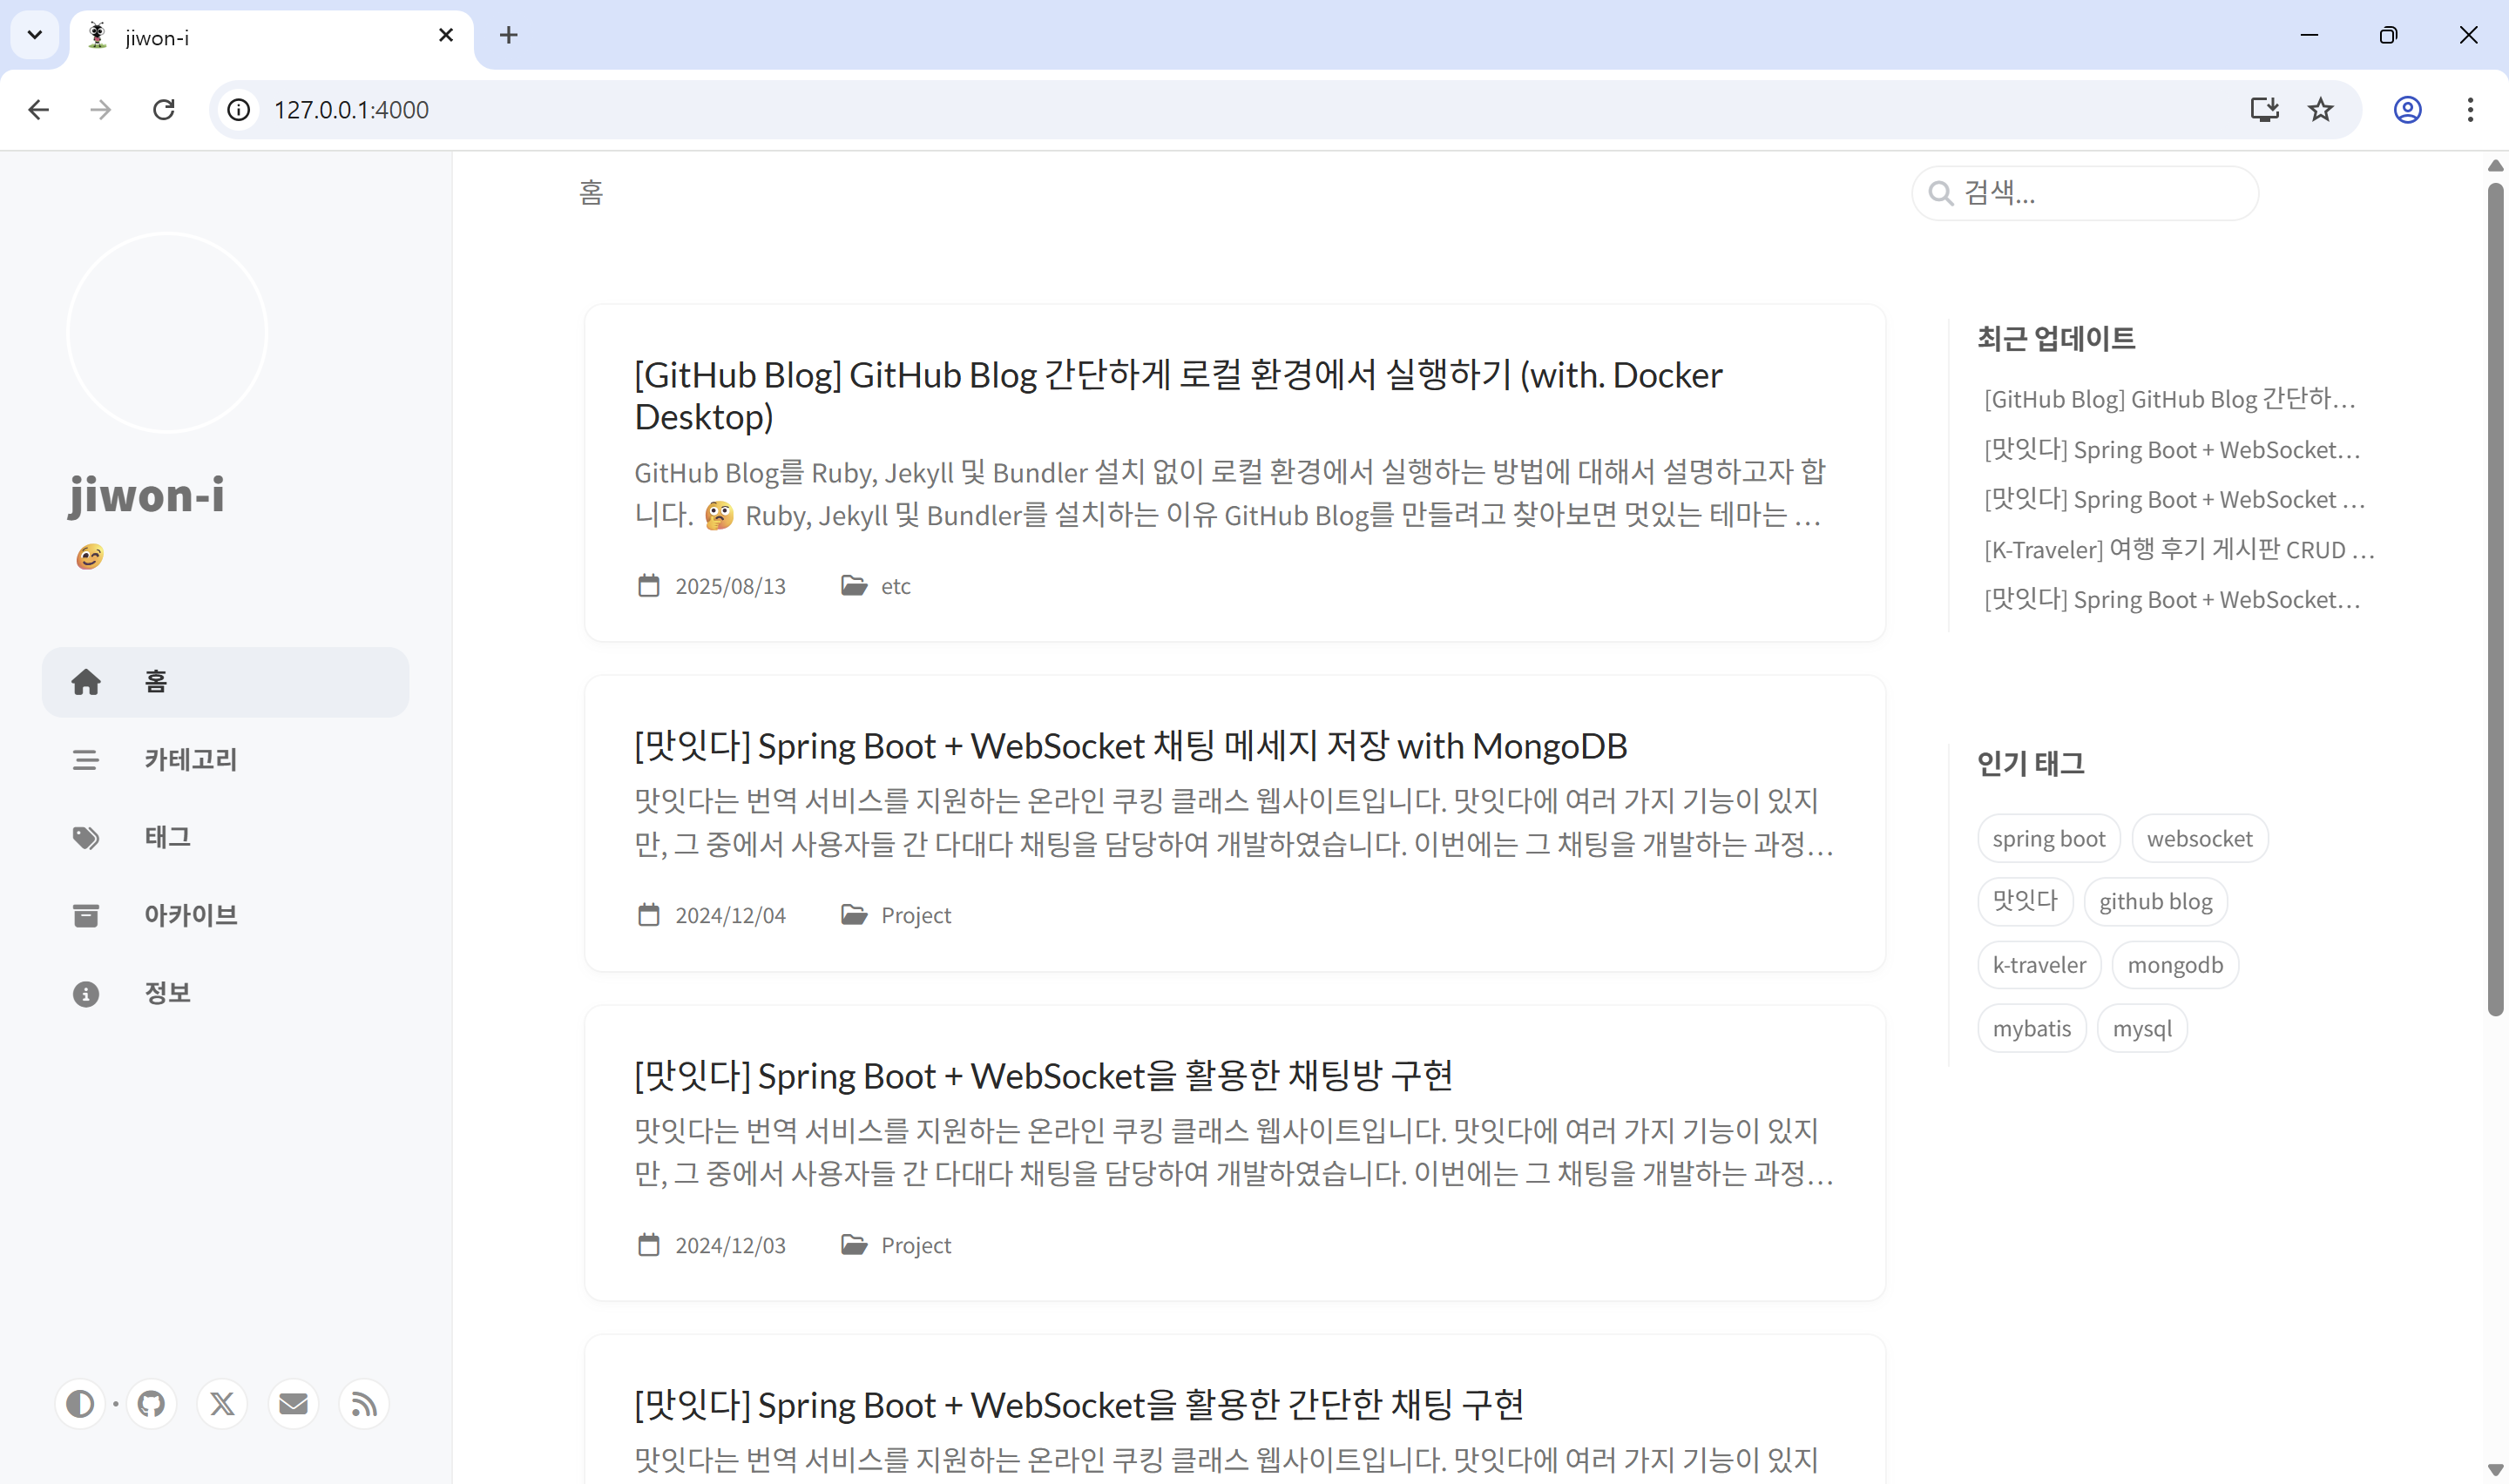 jiwon-i
127.0.0.1:4000
jiwon-i
홈
카테고리
태그
아카이브
정보
홈
검색...
[GitHub Blog] GitHub Blog 간단하게 로컬 환경에서 실행하기 (with. Docker
Desktop)
GitHub Blog를 Ruby, Jekyll 및 Bundler 설치 없이 로컬 환경에서 실행하는 방법에 대해서 설명하고자 합
니다. 🤔 Ruby, Jekyll 및 Bundler를 설치하는 이유 GitHub Blog를 만들려고 찾아보면 멋있는 테마는 …
2025/08/13 etc
[맛잇다] Spring Boot + WebSocket 채팅 메세지 저장 with MongoDB
맛잇다는 번역 서비스를 지원하는 온라인 쿠킹 클래스 웹사이트입니다. 맛잇다에 여러 가지 기능이 있지
만, 그 중에서 사용자들 간 다대다 채팅을 담당하여 개발하였습니다. 이번에는 그 채팅을 개발하는 과정…
2024/12/04 Project
[맛잇다] Spring Boot + WebSocket을 활용한 채팅방 구현
맛잇다는 번역 서비스를 지원하는 온라인 쿠킹 클래스 웹사이트입니다. 맛잇다에 여러 가지 기능이 있지
만, 그 중에서 사용자들 간 다대다 채팅을 담당하여 개발하였습니다. 이번에는 그 채팅을 개발하는 과정…
2024/12/03 Project
[맛잇다] Spring Boot + WebSocket을 활용한 간단한 채팅 구현
맛잇다는 번역 서비스를 지원하는 온라인 쿠킹 클래스 웹사이트입니다. 맛잇다에 여러 가지 기능이 있지
최근 업데이트
[GitHub Blog] GitHub Blog 간단하…
[맛잇다] Spring Boot + WebSocket…
[맛잇다] Spring Boot + WebSocket …
[K-Traveler] 여행 후기 게시판 CRUD …
[맛잇다] Spring Boot + WebSocket…
인기 태그
spring boot websocket
맛잇다 github blog
k-traveler mongodb
mybatis mysql